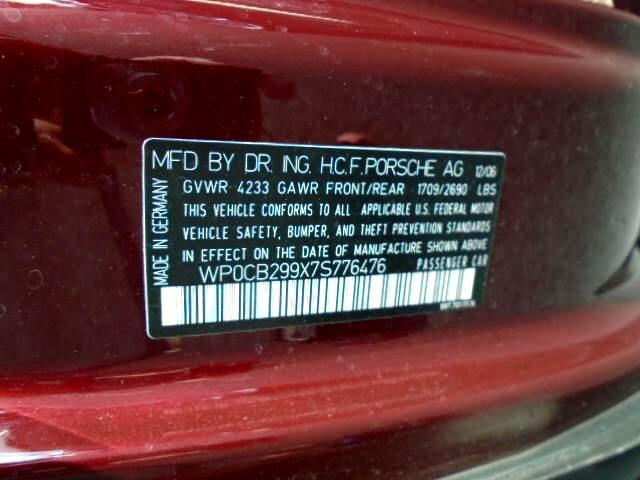 MFD BY DR. ING. H.C.F. PORSCHE AG 12/06
GVWR 4233 GAWR FRONT/REAR 1709/2690 LBS
THIS VEHICLE CONFORMS TO ALL APPLICABLE U.S. FEDERAL MOTOR
VEHICLE SAFETY, BUMPER, AND THEFT PREVENTION STANDARDS
IN EFFECT ON THE DATE OF MANUFACTURE SHOWN ABOVE
WP0CB299X7S776476 PASSENGER CAR
MADE IN GERMANY